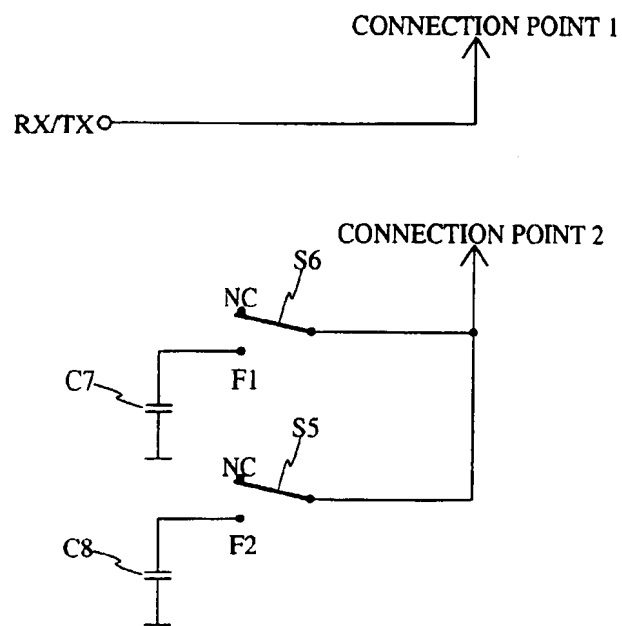 CONNECTION POINT 1
RX/TX
CONNECTION POINT 2
S6
NC
C7
F1
S5
NC
C8
F2